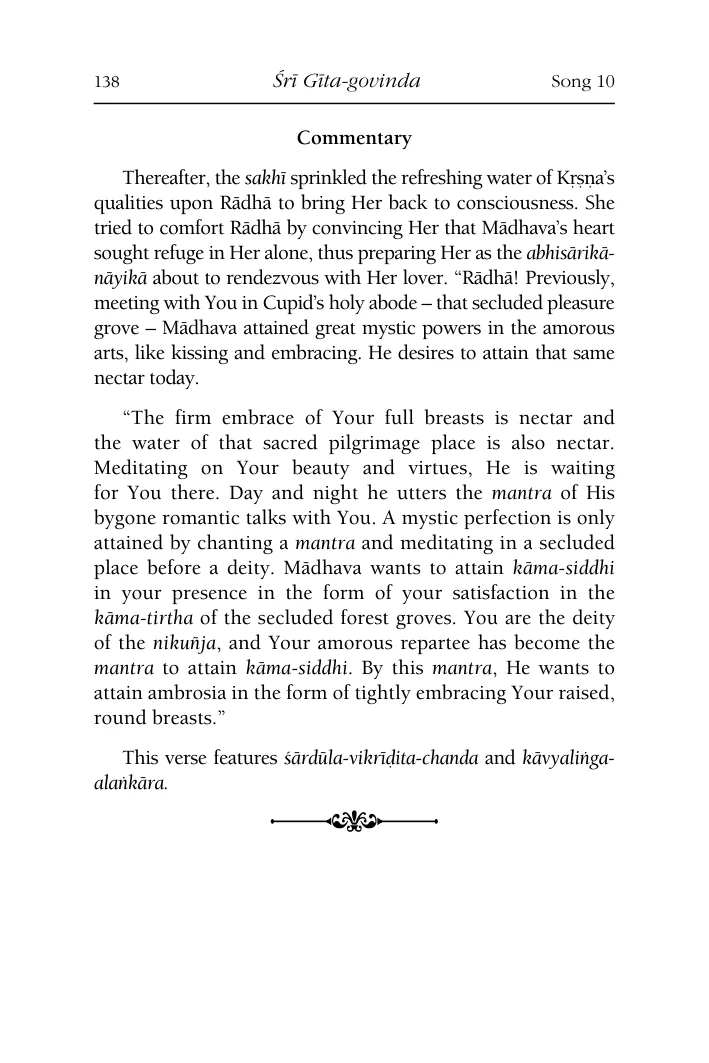 138 Śrī Gīta-govinda Song 10
Commentary
Thereafter, the sakhī sprinkled the refreshing water of Kṛṣṇa’s
qualities upon Rādhā to bring Her back to consciousness. She
tried to comfort Rādhā by convincing Her that Mādhava’s heart
sought refuge in Her alone, thus preparing Her as the abhisārikā-
nāyikā about to rendezvous with Her lover. “Rādhā! Previously,
meeting with You in Cupid’s holy abode – that secluded pleasure
grove – Mādhava attained great mystic powers in the amorous
arts, like kissing and embracing. He desires to attain that same
nectar today.
“The firm embrace of Your full breasts is nectar and
the water of that sacred pilgrimage place is also nectar.
Meditating on Your beauty and virtues, He is waiting
for You there. Day and night he utters the mantra of His
bygone romantic talks with You. A mystic perfection is only
attained by chanting a mantra and meditating in a secluded
place before a deity. Mādhava wants to attain kāma-siddhi
in your presence in the form of your satisfaction in the
kāma-tirtha of the secluded forest groves. You are the deity
of the nikuñja, and Your amorous repartee has become the
mantra to attain kāma-siddhi. By this mantra, He wants to
attain ambrosia in the form of tightly embracing Your raised,
round breasts.”
This verse features śārdūla-vikrīḍita-chanda and kāvyaliṅga-
alaṅkāra.